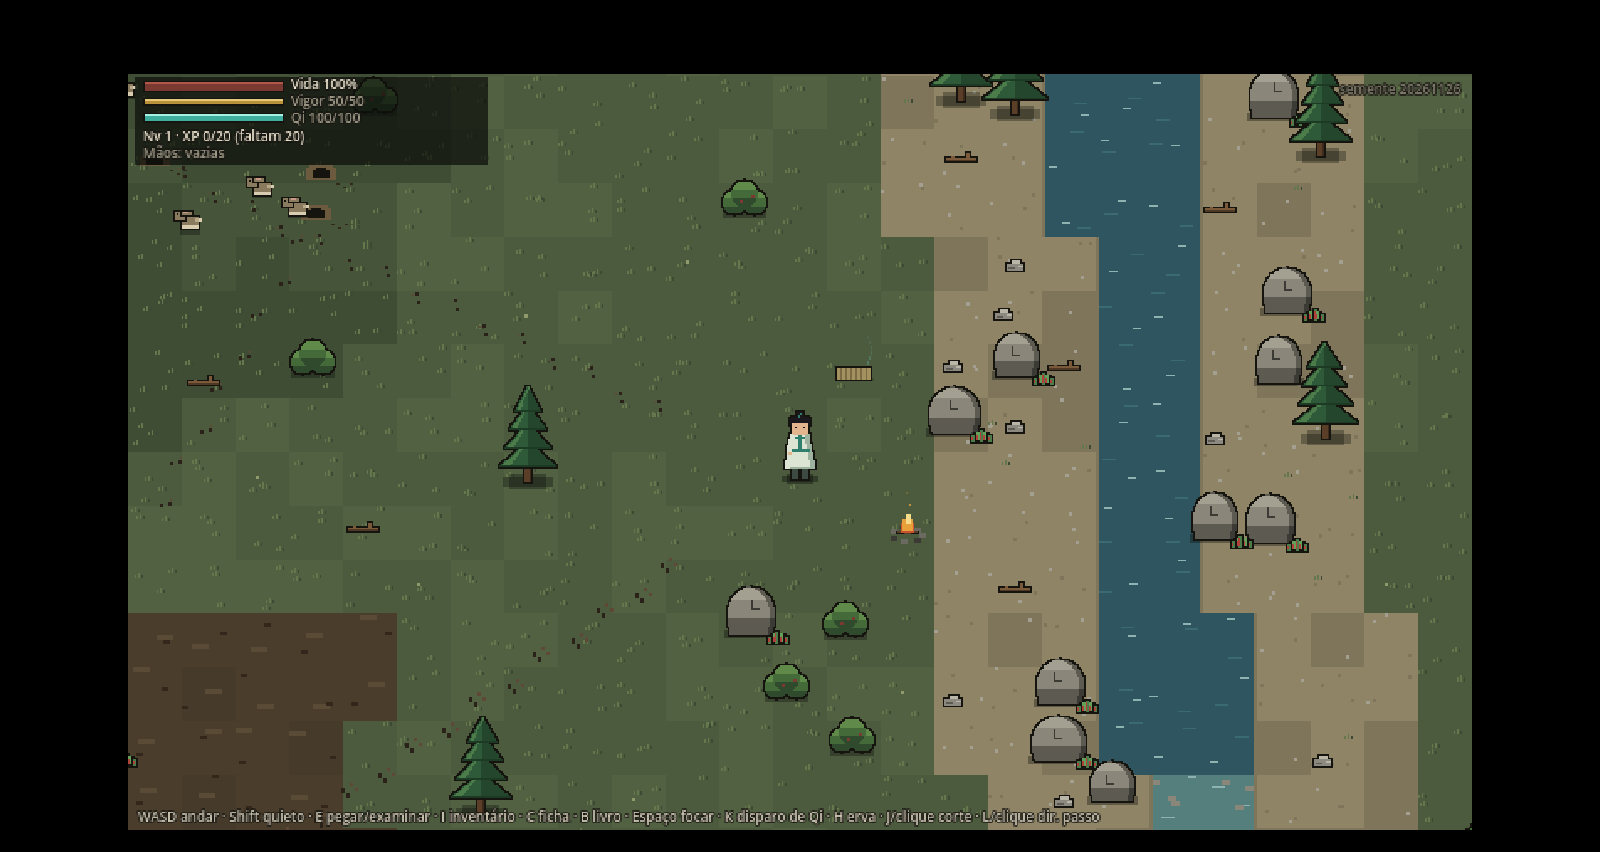 Vida 100%
Vigor 50/50
Qi 100/100
Nv 1 · XP 0/20 (faltam 20)
Mãos: vazias
semente 20261126
WASD andar · Shift quieto · E pegar/examinar · I inventário · C ficha · B livro · Espaço focar · K disparo de Qi · H erva · J/clique corte · L/clique dir. passo